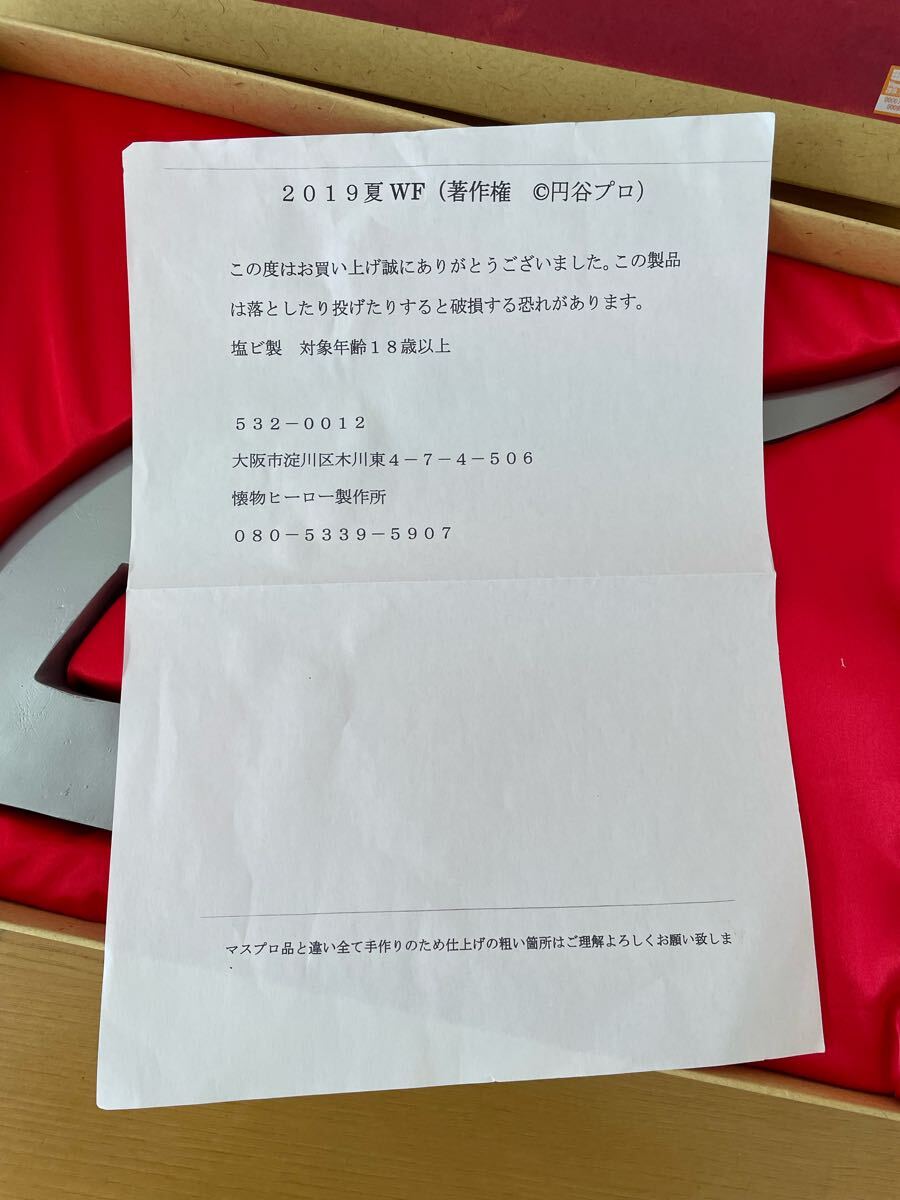 ２０１９夏 WF（著作権　©円谷プロ）
この度はお買い上げ誠にありがとうございました。この製品
は落としたり投げたりすると破損する恐れがあります。
塩ビ製　対象年齢１８歳以上
５３２－００１２
大阪市淀川区木川東４－７－４－５０６
懐物ヒーロー製作所
０８０－５３３９－５９０７
マスプロ品と違い全て手作りのため仕上げの粗い箇所はご理解よろしくお願い致しま